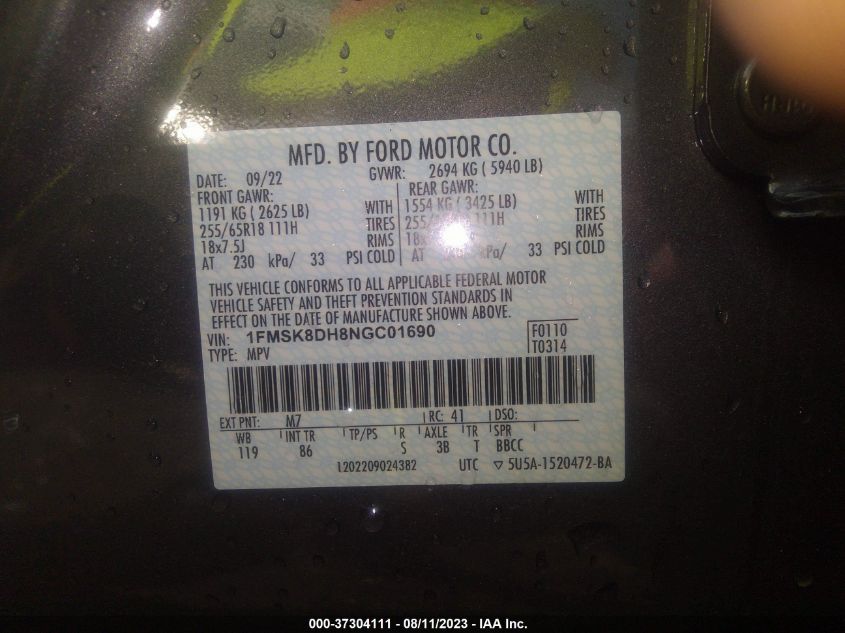 MFD. BY FORD MOTOR CO.
DATE: 09/22 GVWR: 2694 KG ( 5940 LB)
FRONT GAWR: REAR GAWR:
1191 KG ( 2625 LB) WITH 1554 KG ( 3425 LB) WITH
255/65R18 111H TIRES 255/ 111H TIRES
18x7.5J RIMS 18x RIMS
AT 230 kPa/ 33 PSI COLD AT kPa/ 33 PSI COLD
THIS VEHICLE CONFORMS TO ALL APPLICABLE FEDERAL MOTOR
VEHICLE SAFETY AND THEFT PREVENTION STANDARDS IN
EFFECT ON THE DATE OF MANUFACTURE SHOWN ABOVE.
VIN: 1FMSK8DH8NGC01690 F0110
TYPE: MPV T0314
EXT PNT: M7 RC: 41 DSO:
WB INT TR TP/PS R AXLE TR SPR
119 86 S 3B T BBCC
L202209024382 UTC ▽ 5U5A-1520472-BA
000-37304111 - 08/11/2023 - IAA Inc.